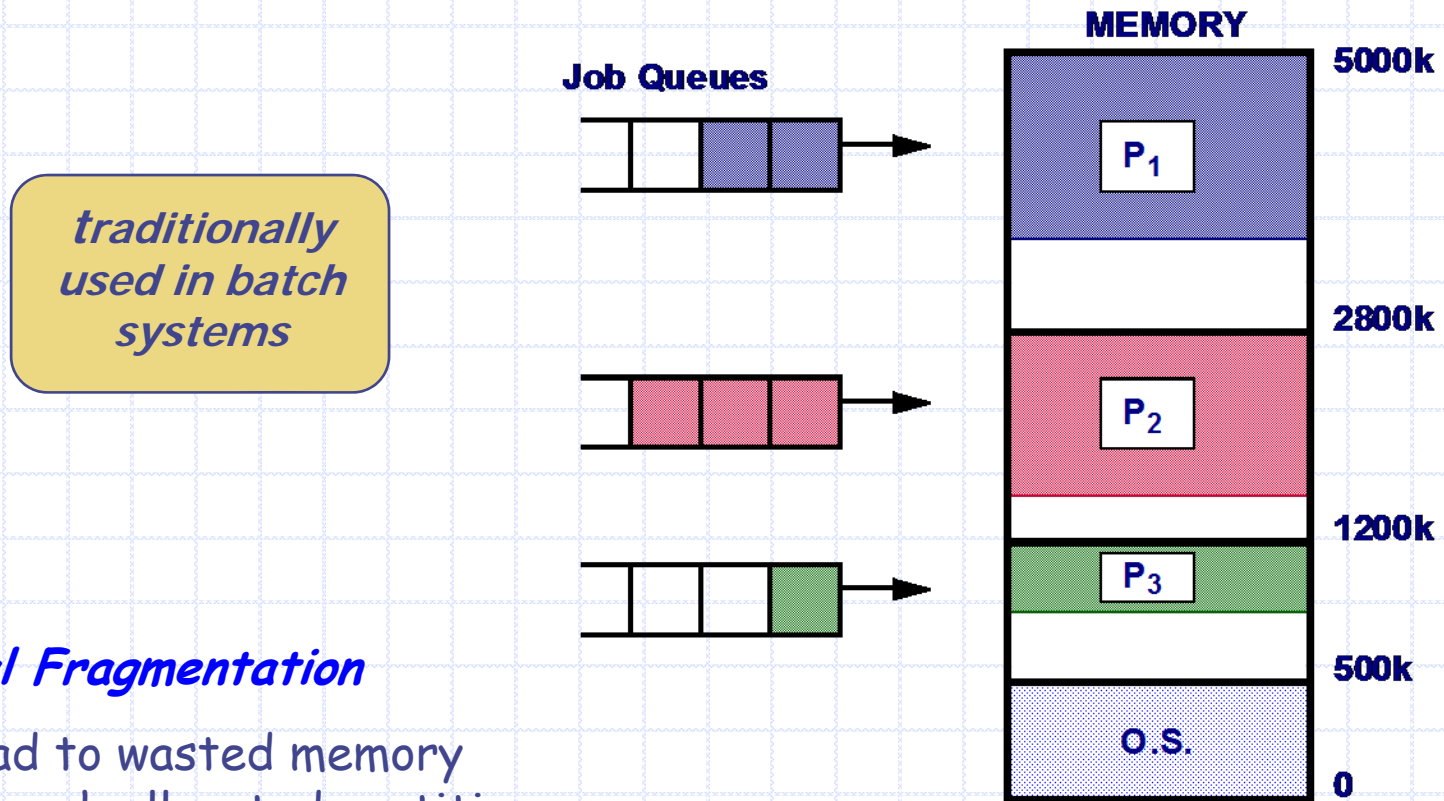 MEMORY
5000k
Job Queues
P1
traditionally
used in batch
systems
2800k
P2
1200k
P3
Fragmentation
500k
to wasted memory
O.S.
0